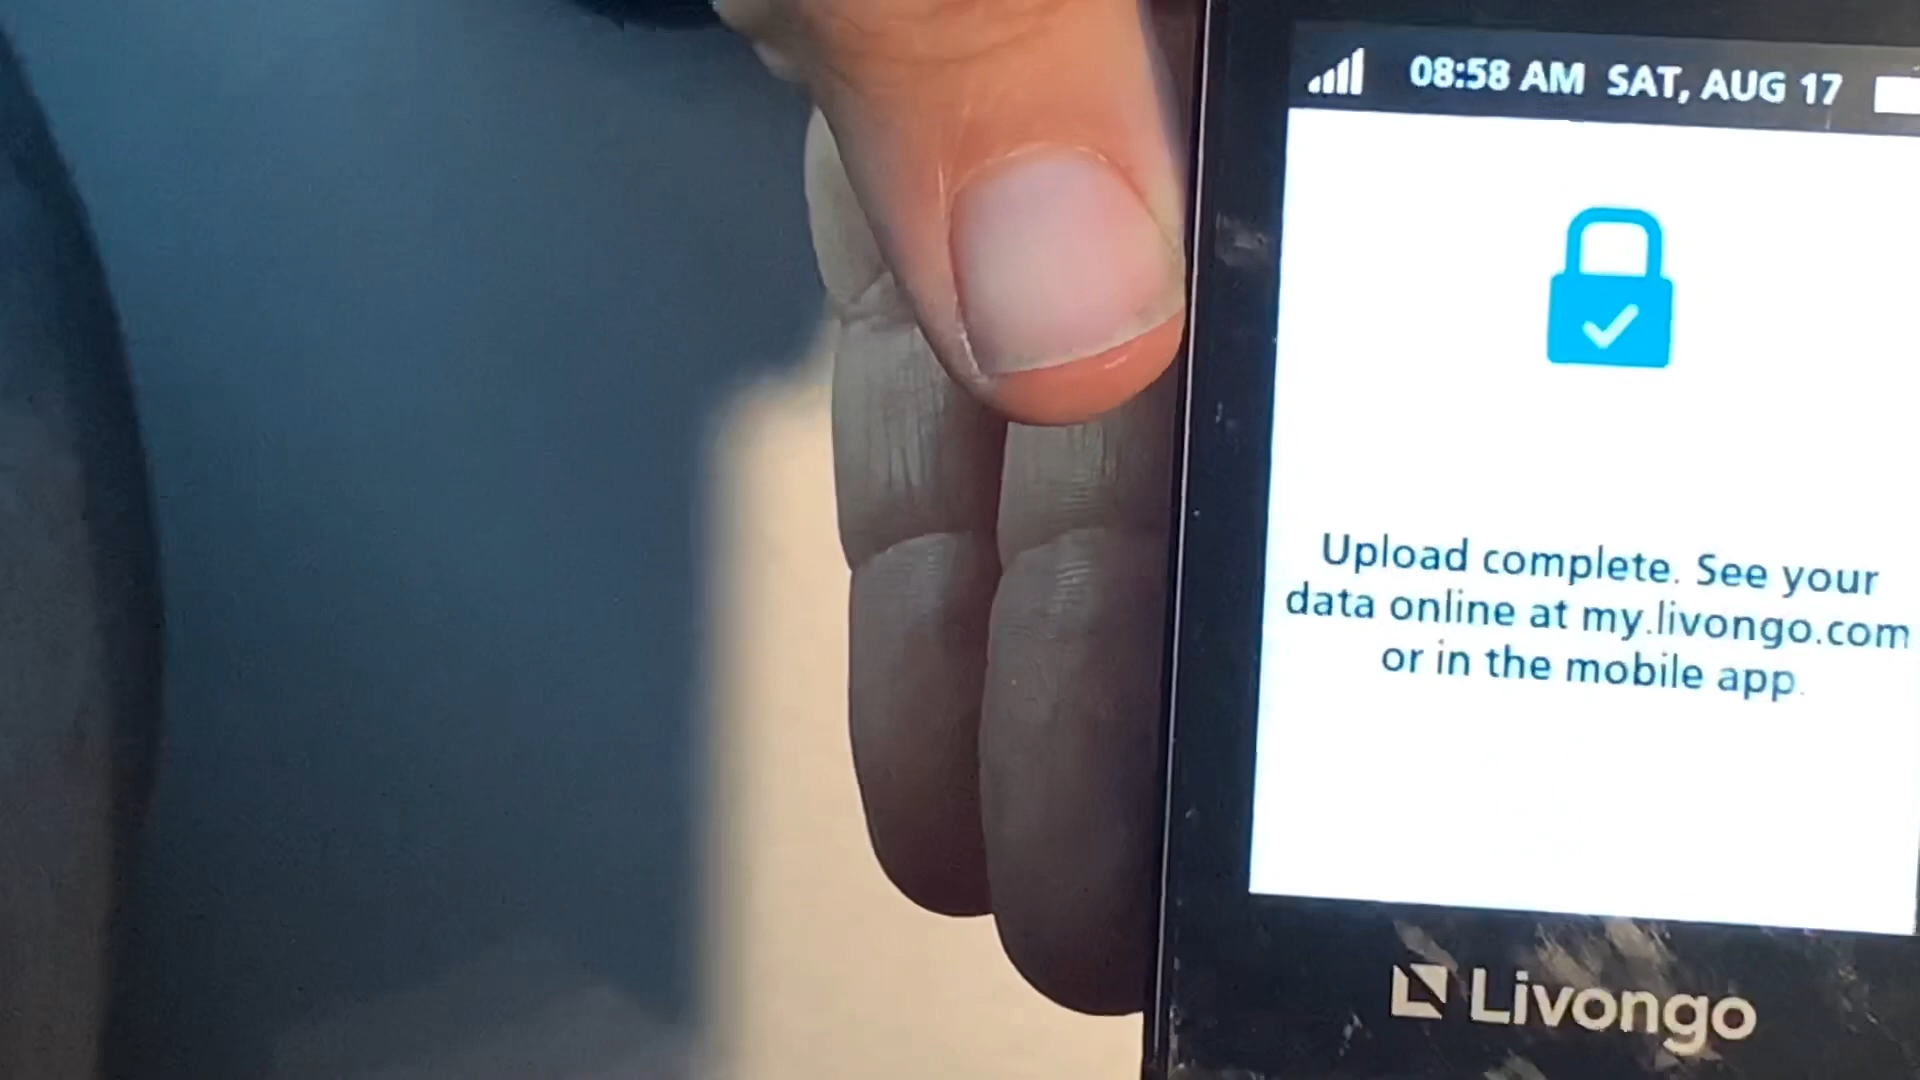 08:58 AM SAT, AUG 17
Upload complete. See your
data online at my.livongo.com
or in the mobile app.
Livongo